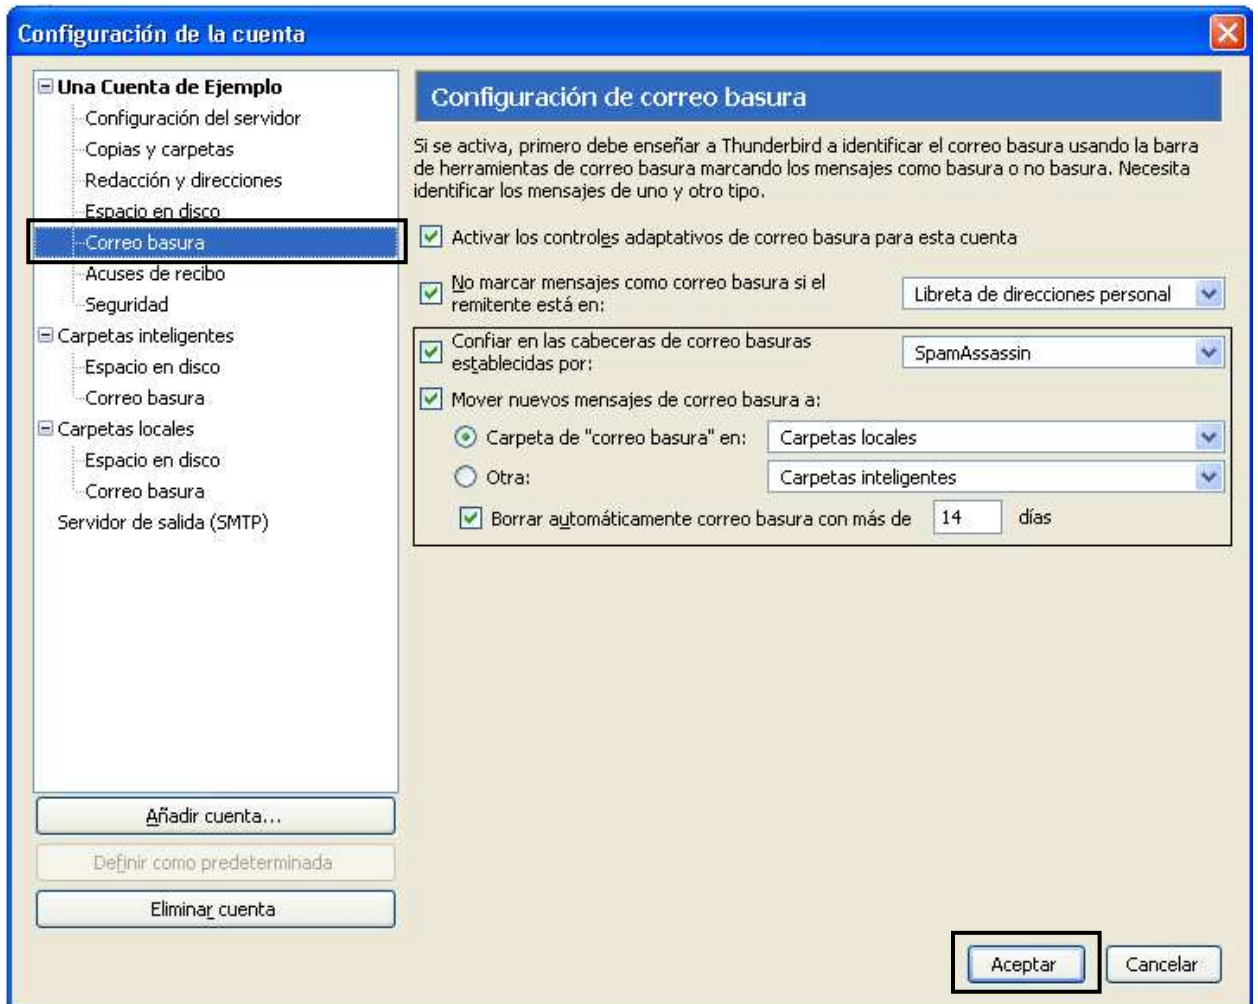 Configuración de la cuenta
Una Cuenta de Ejemplo
Configuración del servidor
Copias y carpetas
Redacción y direcciones
Espacio en disco
Correo basura
Acuses de recibo
Seguridad
Carpetas inteligentes
Espacio en disco
Correo basura
Carpetas locales
Espacio en disco
Correo basura
Servidor de salida (SMTP)
Añadir cuenta...
Definir como predeterminada
Eliminar cuenta
Configuración de correo basura
Si se activa, primero debe enseñar a Thunderbird a identificar el correo basura usando la barra
de herramientas de correo basura marcando los mensajes como basura o no basura. Necesita
identificar los mensajes de uno y otro tipo.
Activar los controles adaptativos de correo basura para esta cuenta
No marcar mensajes como correo basura si el
remitente está en:
Libreta de direcciones personal
Confiar en las cabeceras de correo basuras
establecidas por:
SpamAssassin
Mover nuevos mensajes de correo basura a:
Carpeta de "correo basura" en: Carpetas locales
Otra: Carpetas inteligentes
Borrar automáticamente correo basura con más de 14 días
Aceptar Cancelar